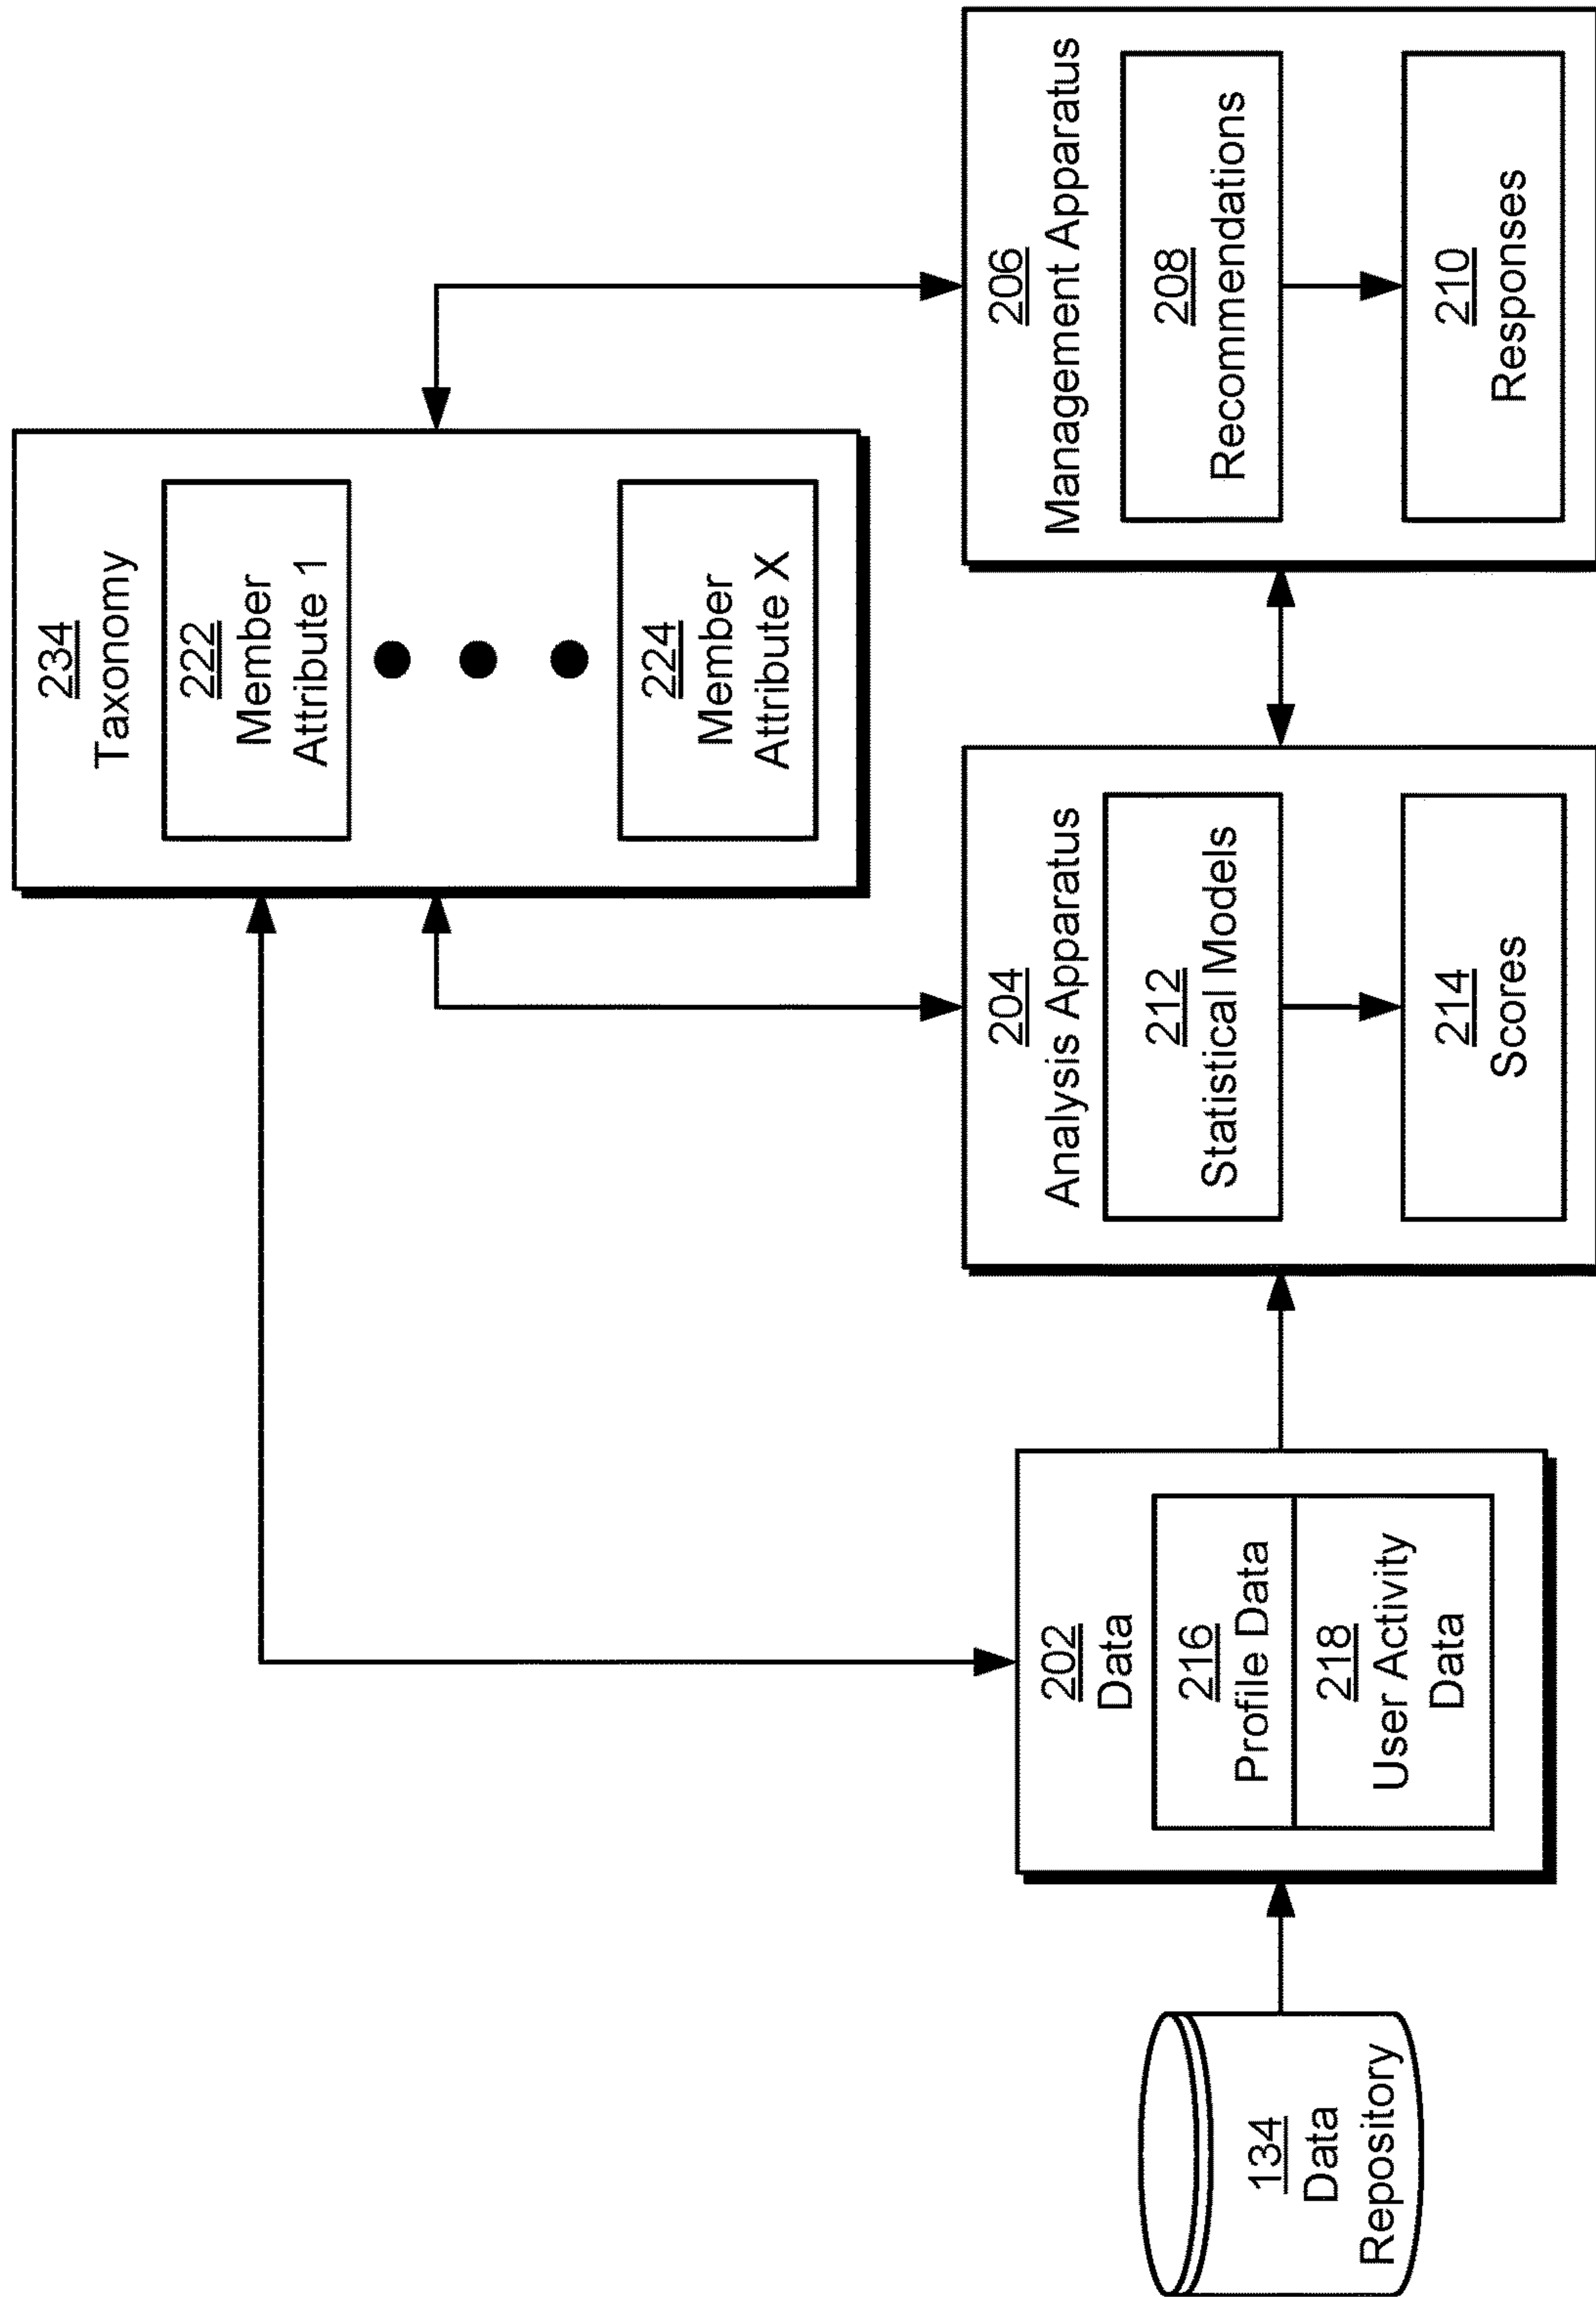 234
Taxonomy
222
Member
Attribute 1
224
Member
Attribute X
134
Data
Repository
202
Data
216
Profile Data
218
User Activity
Data
204
Analysis Apparatus
212
Statistical Models
214
Scores
206
Management Apparatus
208
Recommendations
210
Responses